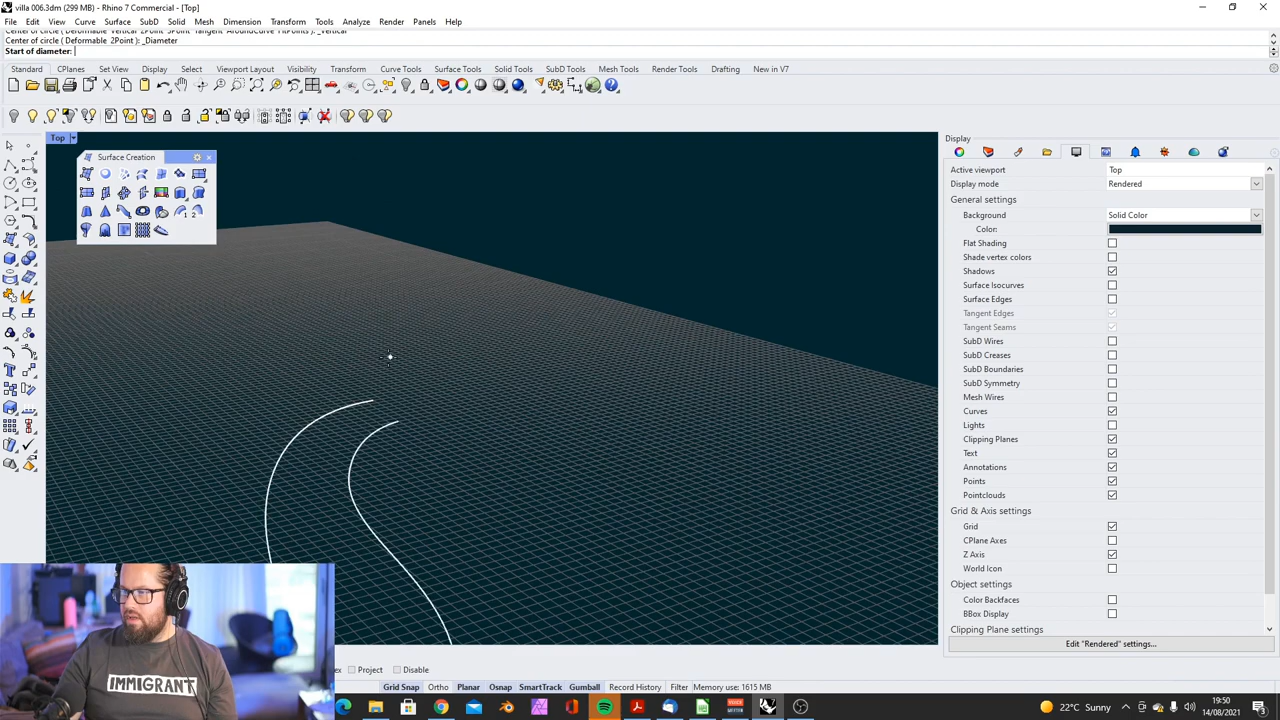 villa 006.3dm (299 MB) - Rhino 7 Commercial - [Top]
File Edit View Curve Surface SubD Solid Mesh Dimension Transform Tools Analyze Render Panels Help
Center of circle ( Deformable Vertical 2Point 3Point Tangent AroundCurve FitPoints ): _Vertical
Center of circle ( Deformable 2Point ): _Diameter
Start of diameter:
Standard CPlanes Set View Display Select Viewport Layout Visibility Transform Curve Tools Surface Tools Solid Tools SubD Tools Mesh Tools Render Tools Drafting New in V7
Top
Surface Creation
Display
Active viewport Top
Display mode Rendered
General settings
Background Solid Color
Color:
Flat Shading
Shade vertex colors
Shadows
Surface Isocurves
Surface Edges
Tangent Edges
Tangent Seams
SubD Wires
SubD Creases
SubD Boundaries
SubD Symmetry
Mesh Wires
Curves
Lights
Clipping Planes
Text
Annotations
Points
Pointclouds
Grid & Axis settings
Grid
CPlane Axes
Z Axis
World Icon
Object settings
Color Backfaces
BBox Display
Clipping Plane settings
Edit "Rendered" settings...
IMMIGRANT
Project Disable
Grid Snap Ortho Planar Osnap SmartTrack Gumball Record History Filter Memory use: 1615 MB
22°C Sunny
19:50
14/08/2021